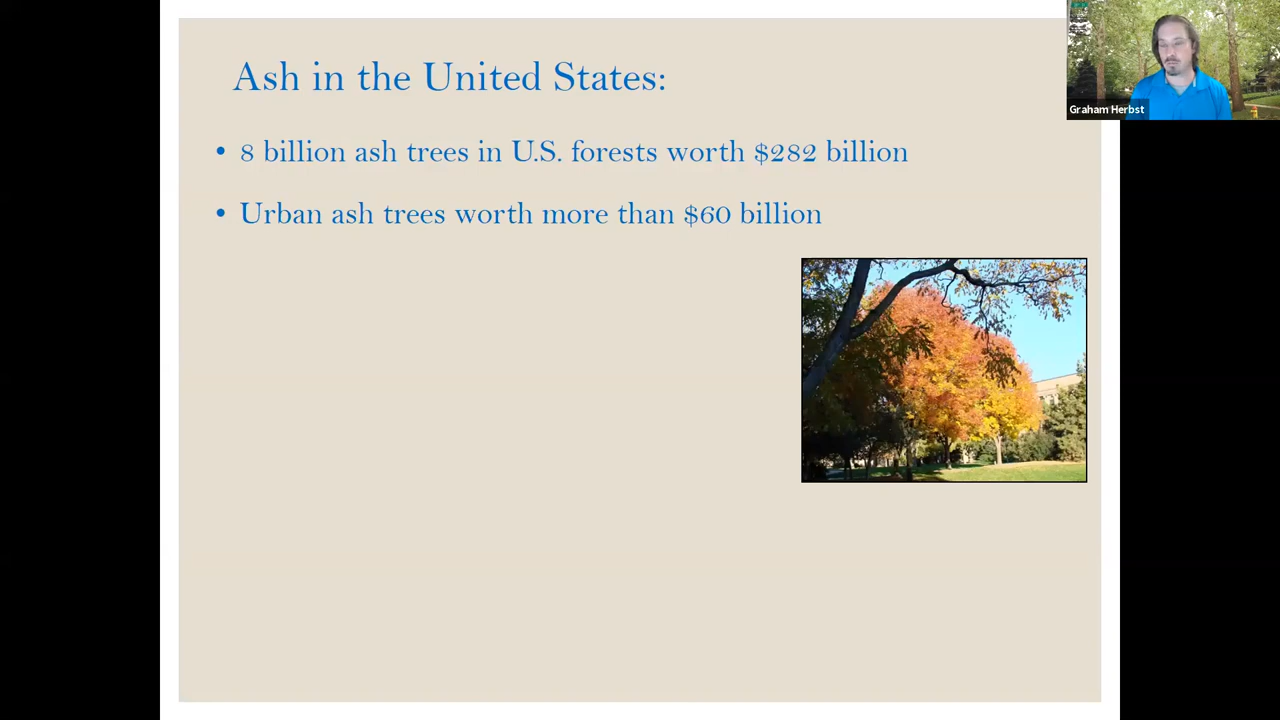 Ash in the United States:
• 8 billion ash trees in U.S. forests worth $282 billion
• Urban ash trees worth more than $60 billion
Graham Herbst